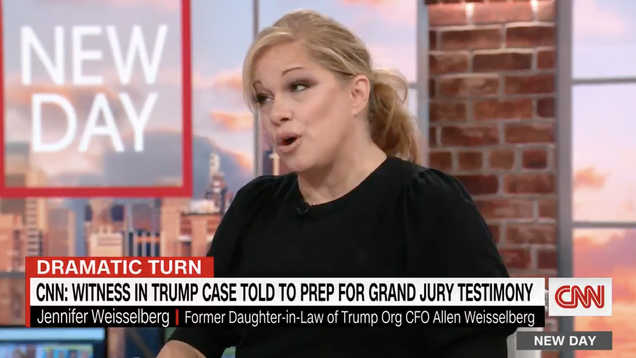 NEW
DAY
DRAMATIC TURN
CNN: WITNESS IN TRUMP CASE TOLD TO PREP FOR GRAND JURY TESTIMONY
Jennifer Weisselberg | Former Daughter-in-Law of Trump Org CFO Allen Weisselberg
CNN
NEW DAY